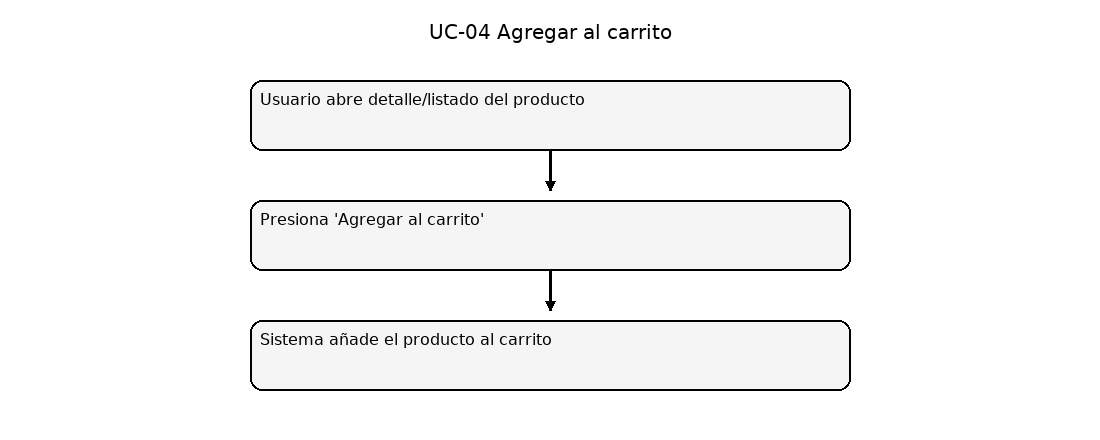 UC-04 Agregar al carrito
Usuario abre detalle/listado del producto
Presiona 'Agregar al carrito'
Sistema añade el producto al carrito